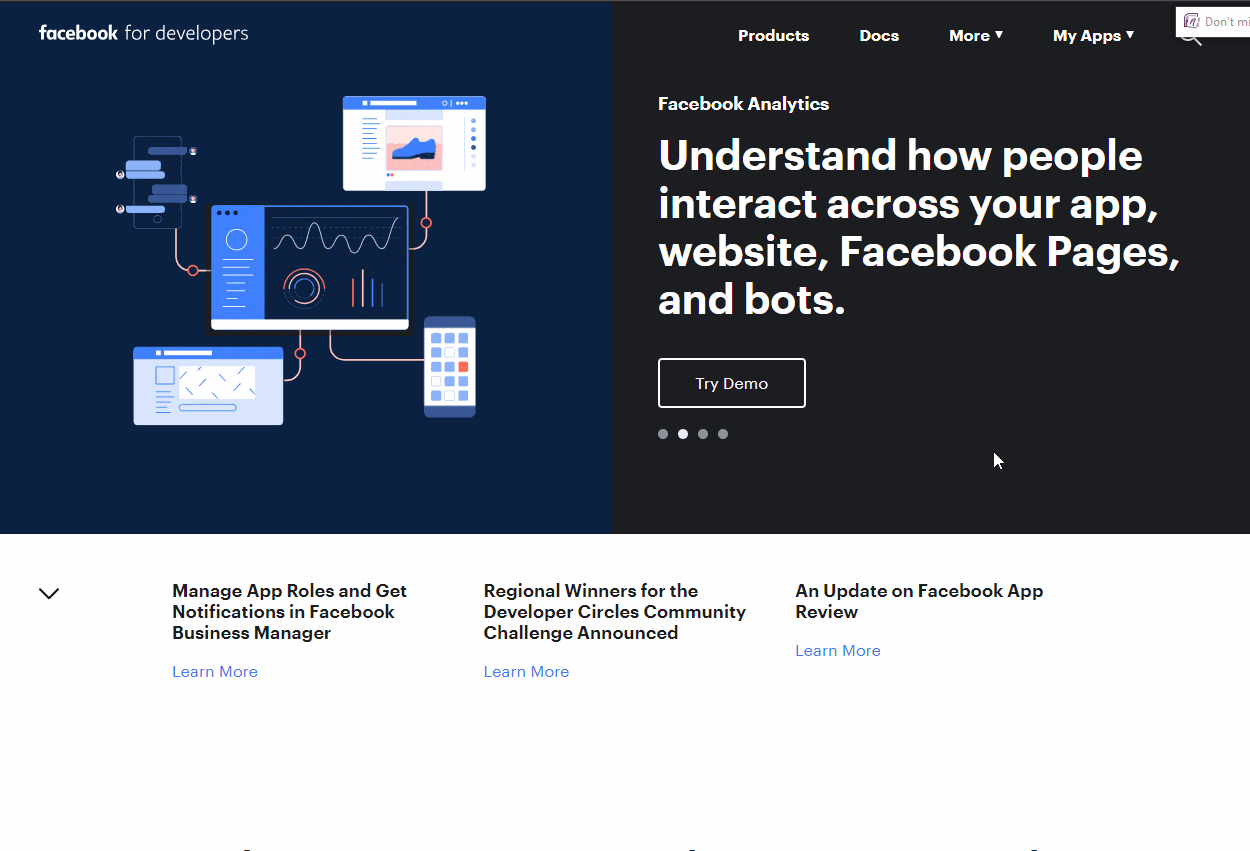 facebook for developers
Products
Docs
More
My Apps
Don't mi
Facebook Analytics
Understand how people
interact across your app,
website, Facebook Pages,
and bots.
Try Demo
Manage App Roles and Get
Notifications in Facebook
Business Manager
Learn More
Regional Winners for the
Developer Circles Community
Challenge Announced
Learn More
An Update on Facebook App
Review
Learn More